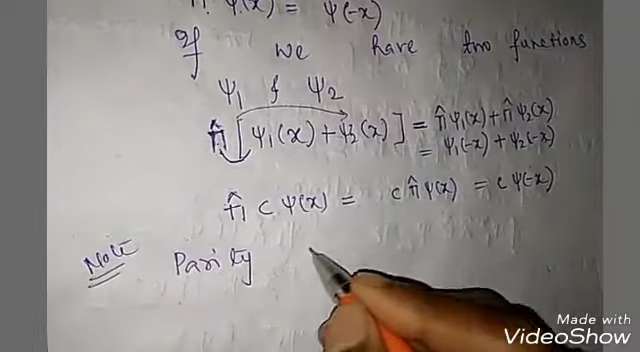 π̂ ψ(x) = ψ(-x)
If we have two functions
ψ1 & ψ2
π̂ [ψ1(x) + ψ2(x)] = π̂ψ1(x) + π̂ψ2(x)
= ψ1(-x) + ψ2(-x)
π̂ c ψ(x) = c π̂ ψ(x) = c ψ(-x)
Note Parity
Made with
VideoShow